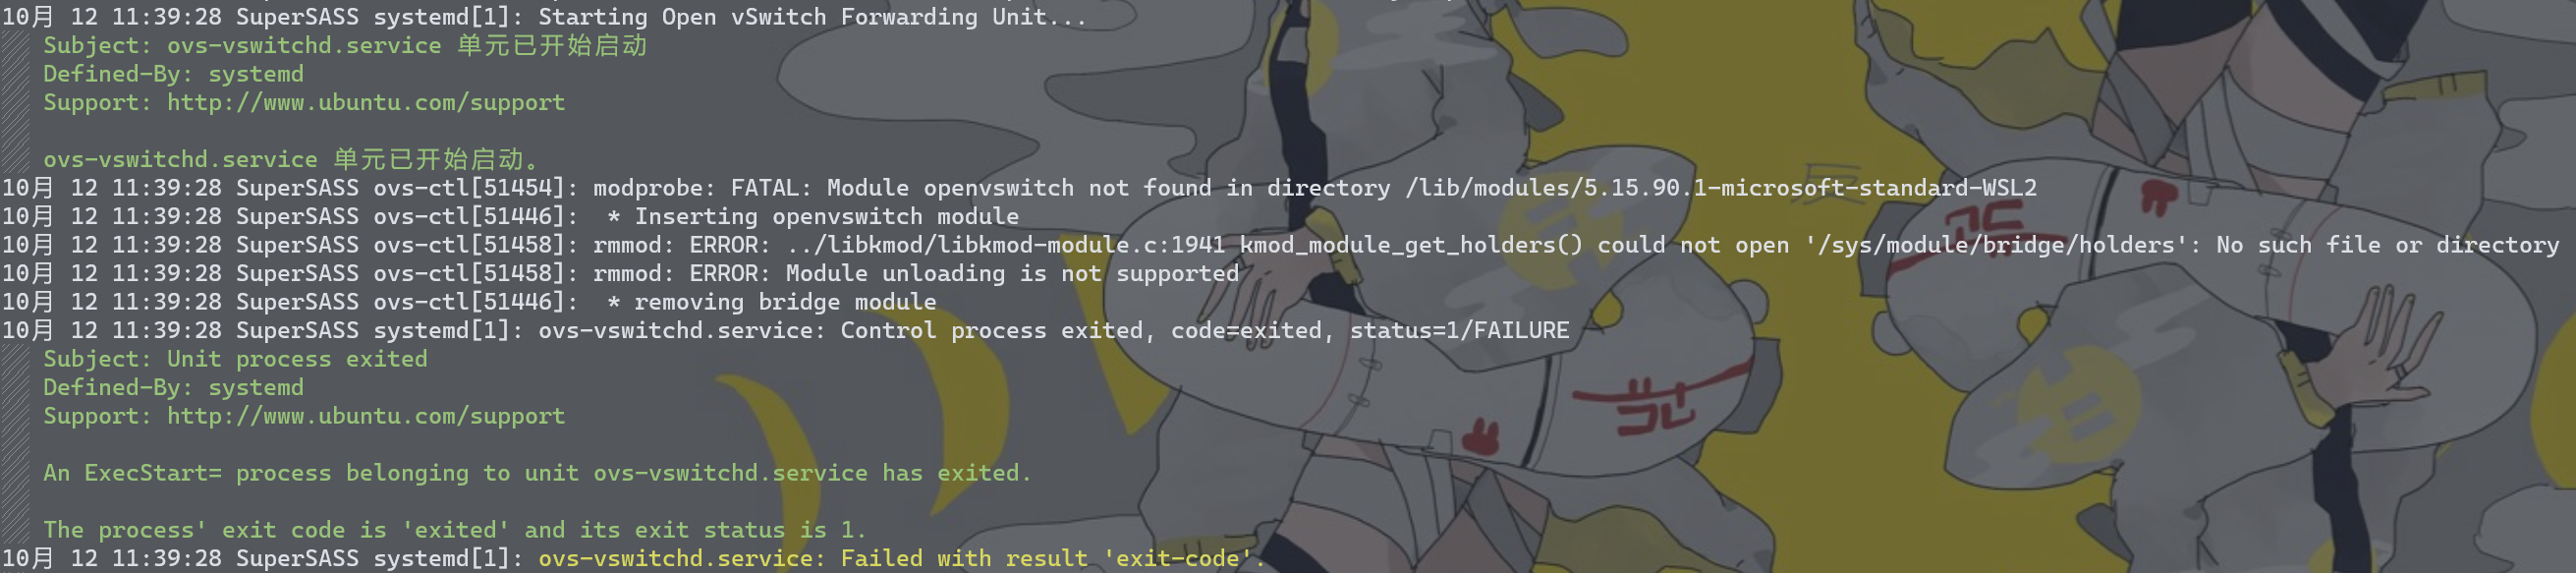 10月 12 11:39:28 SuperSASS systemd[1]: Starting Open vSwitch Forwarding Unit...
Subject: ovs-vswitchd.service 单元已开始启动
Defined-By: systemd
Support: http://www.ubuntu.com/support
ovs-vswitchd.service 单元已开始启动。
10月 12 11:39:28 SuperSASS ovs-ctl[51454]: modprobe: FATAL: Module openvswitch not found in directory /lib/modules/5.15.90.1-microsoft-standard-WSL2
10月 12 11:39:28 SuperSASS ovs-ctl[51446]:  * Inserting openvswitch module
10月 12 11:39:28 SuperSASS ovs-ctl[51458]: rmmod: ERROR: ../libkmod/libkmod-module.c:1941 kmod_module_get_holders() could not open '/sys/module/bridge/holders': No such file or directory
10月 12 11:39:28 SuperSASS ovs-ctl[51458]: rmmod: ERROR: Module unloading is not supported
10月 12 11:39:28 SuperSASS ovs-ctl[51446]:  * removing bridge module
10月 12 11:39:28 SuperSASS systemd[1]: ovs-vswitchd.service: Control process exited, code=exited, status=1/FAILURE
Subject: Unit process exited
Defined-By: systemd
Support: http://www.ubuntu.com/support
An ExecStart= process belonging to unit ovs-vswitchd.service has exited.
The process' exit code is 'exited' and its exit status is 1.
10月 12 11:39:28 SuperSASS systemd[1]: ovs-vswitchd.service: Failed with result 'exit-code'.